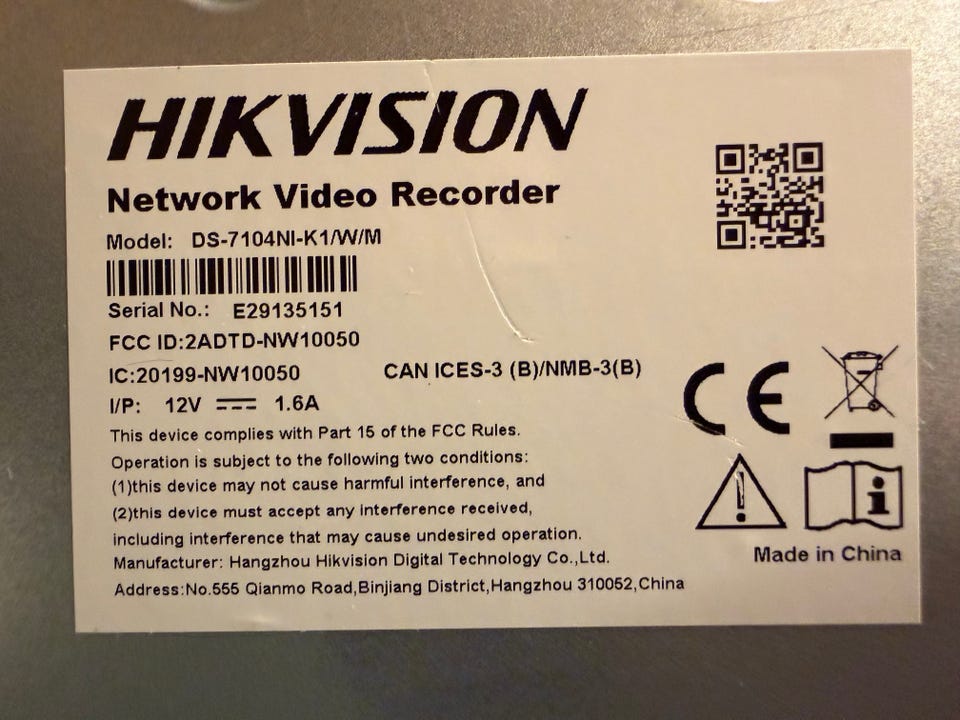 HIKVISION
Network Video Recorder
Model: DS-7104NI-K1/W/M
Serial No.: E29135151
FCC ID:2ADTD-NW10050
IC:20199-NW10050 CAN ICES-3 (B)/NMB-3(B)
I/P: 12V ⎓ 1.6A
This device complies with Part 15 of the FCC Rules.
Operation is subject to the following two conditions:
(1)this device may not cause harmful interference, and
(2)this device must accept any interference received,
including interference that may cause undesired operation.
Manufacturer: Hangzhou Hikvision Digital Technology Co.,Ltd.
Address:No.555 Qianmo Road,Binjiang District,Hangzhou 310052,China
CE
Made in China